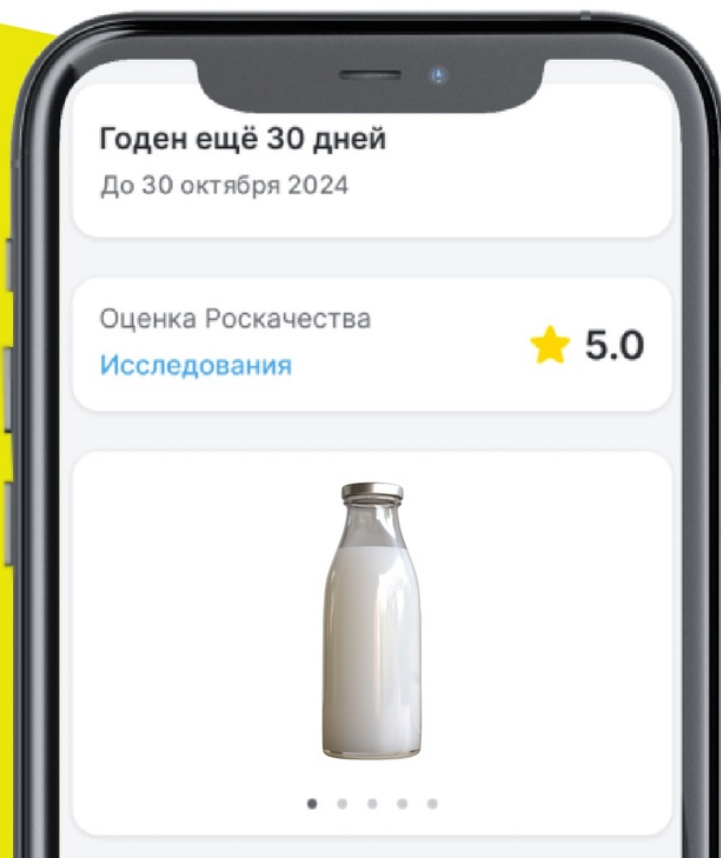 Годен ещё 30 дней
До 30 октября 2024
Оценка Роскачества
Исследования
5.0